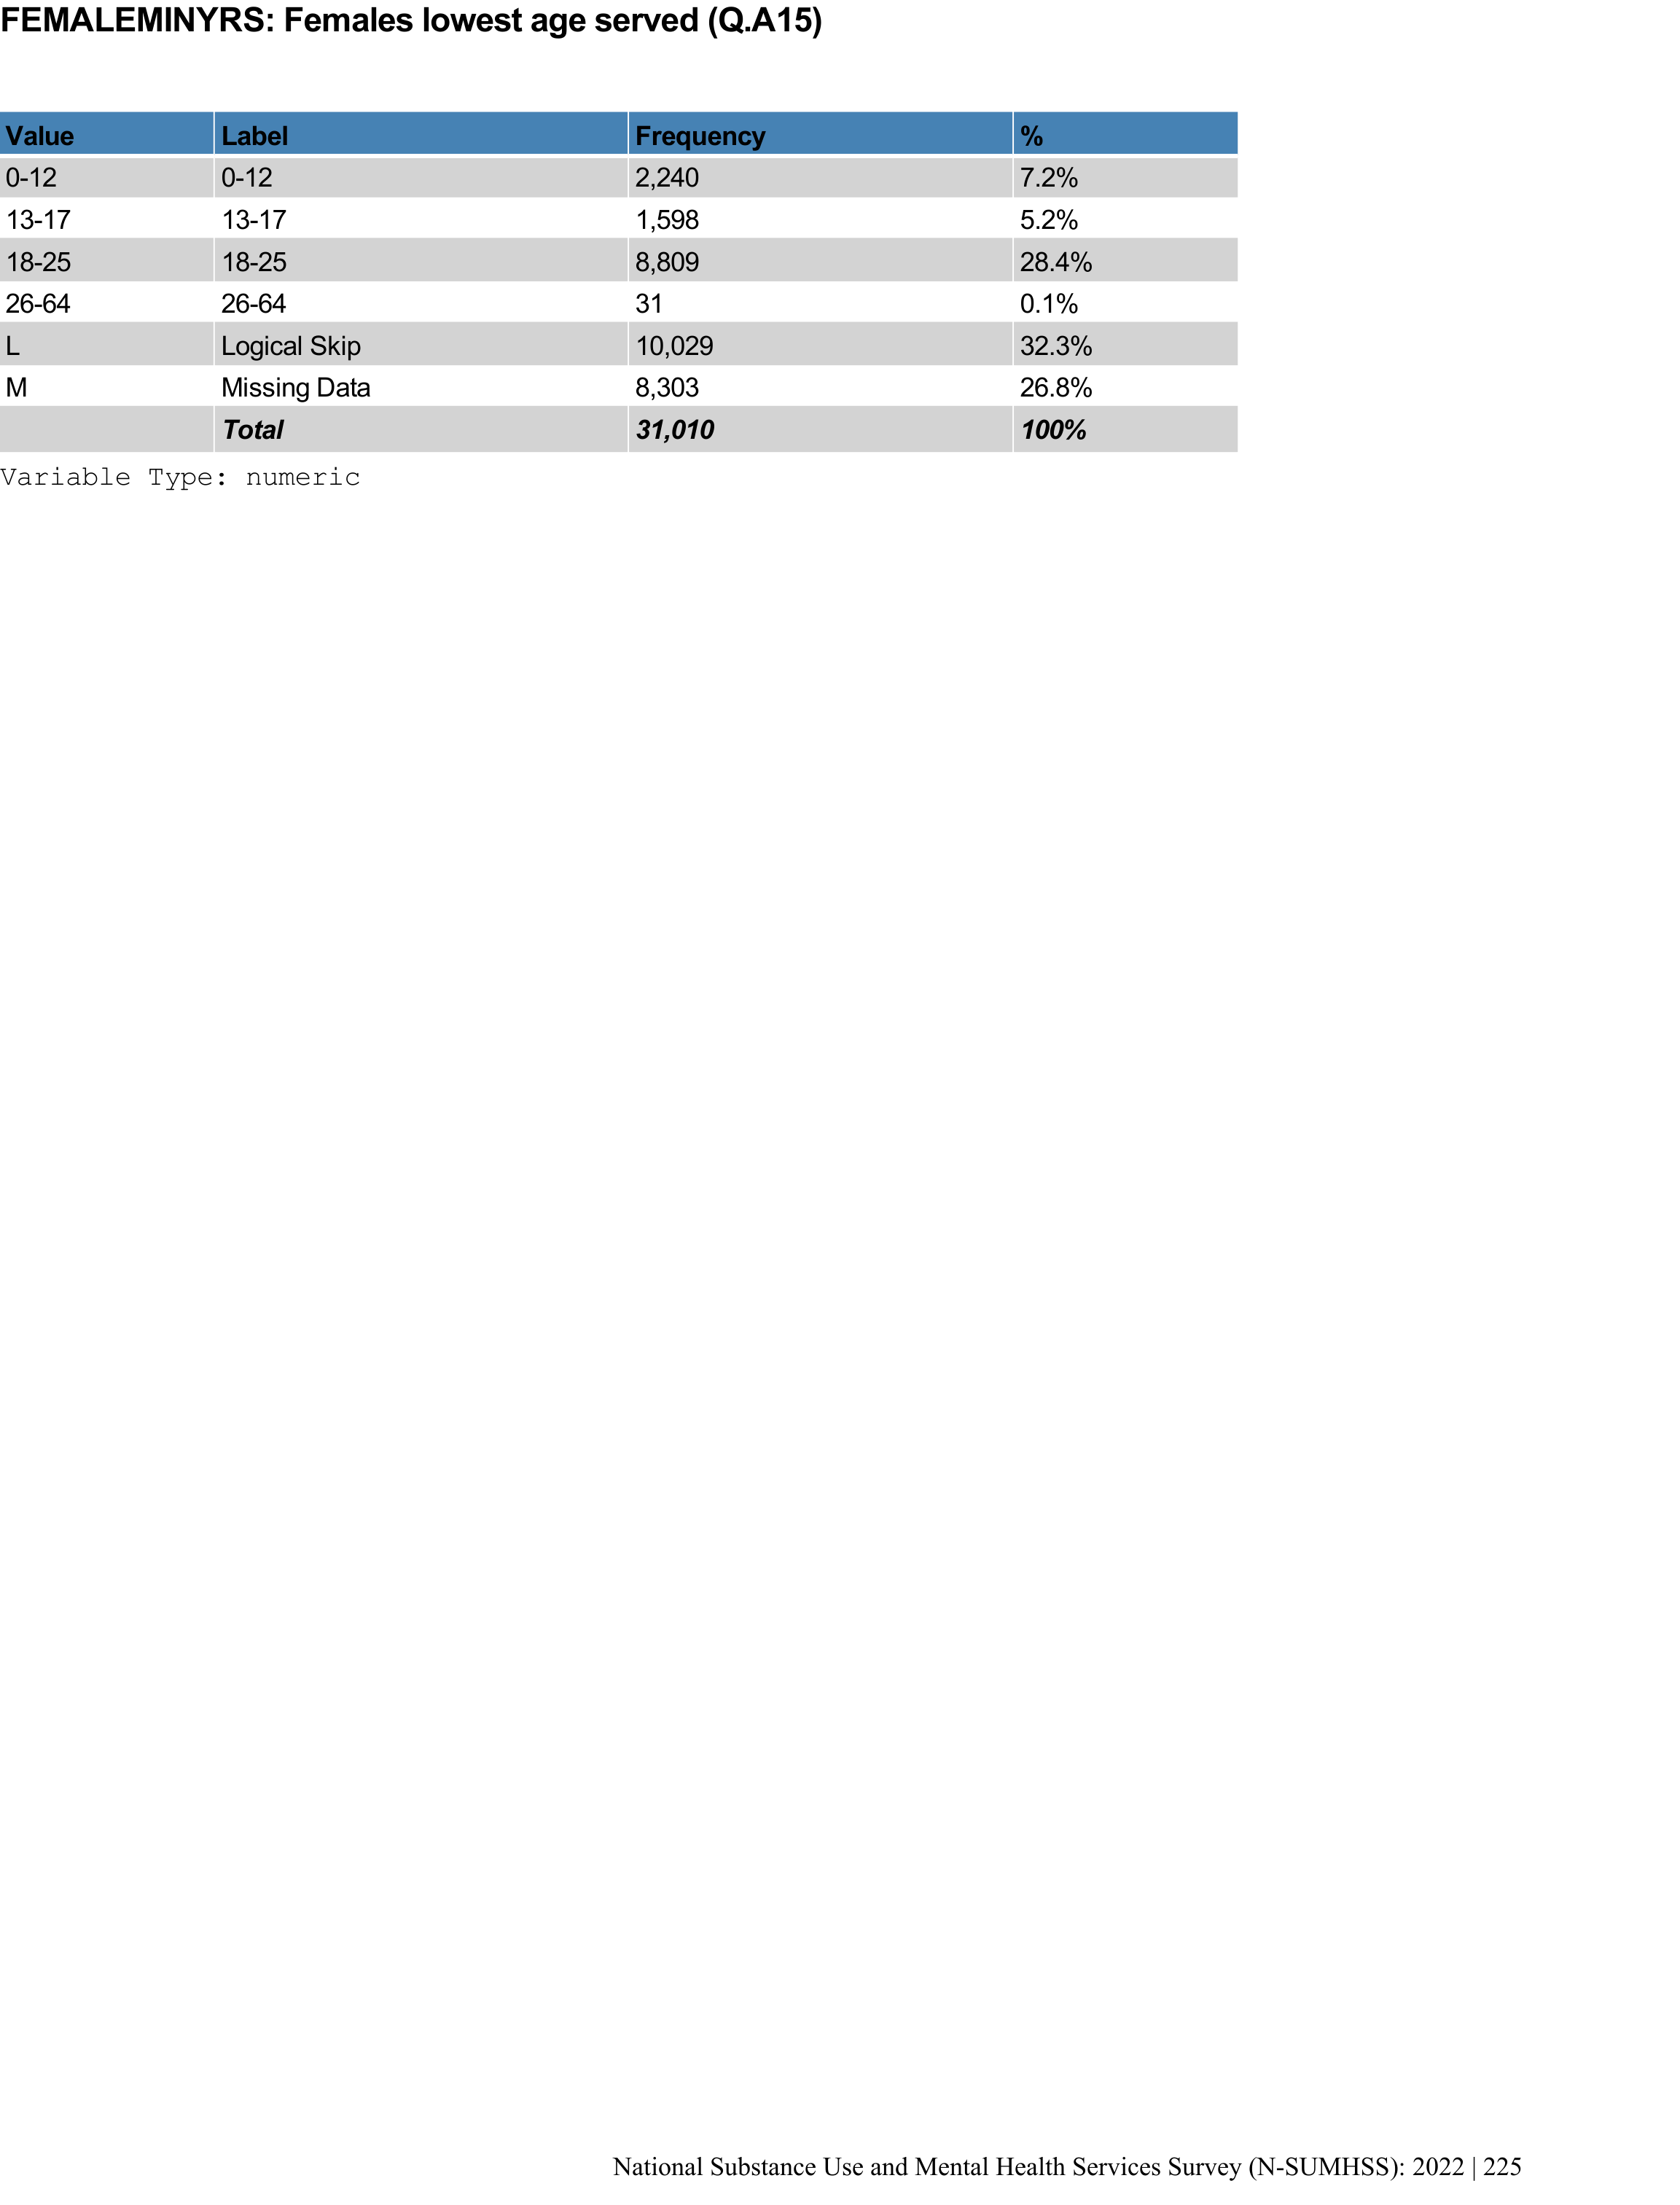 FEMALEMINYRS: Females lowest age served (Q.A15)
Value Label Frequency %
0-12 0-12 2,240 7.2%
13-17 13-17 1,598 5.2%
18-25 18-25 8,809 28.4%
26-64 26-64 31 0.1%
L Logical Skip 10,029 32.3%
M Missing Data 8,303 26.8%
Total 31,010 100%
Variable Type: numeric
National Substance Use and Mental Health Services Survey (N-SUMHSS): 2022 | 225